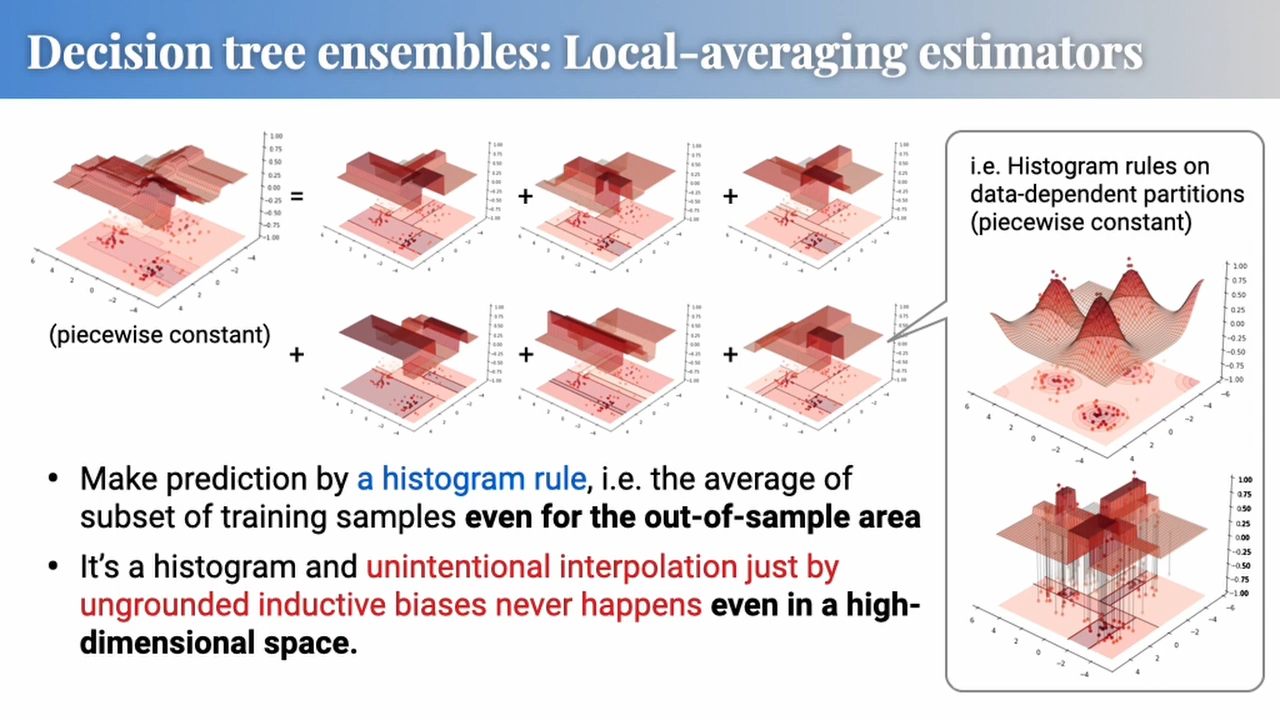 Decision tree ensembles: Local-averaging estimators
=
+
+
(piecewise constant)
+
+
+
i.e. Histogram rules on
data-dependent partitions
(piecewise constant)
• Make prediction by a histogram rule, i.e. the average of
subset of training samples even for the out-of-sample area
• It's a histogram and unintentional interpolation just by
ungrounded inductive biases never happens even in a high-
dimensional space.